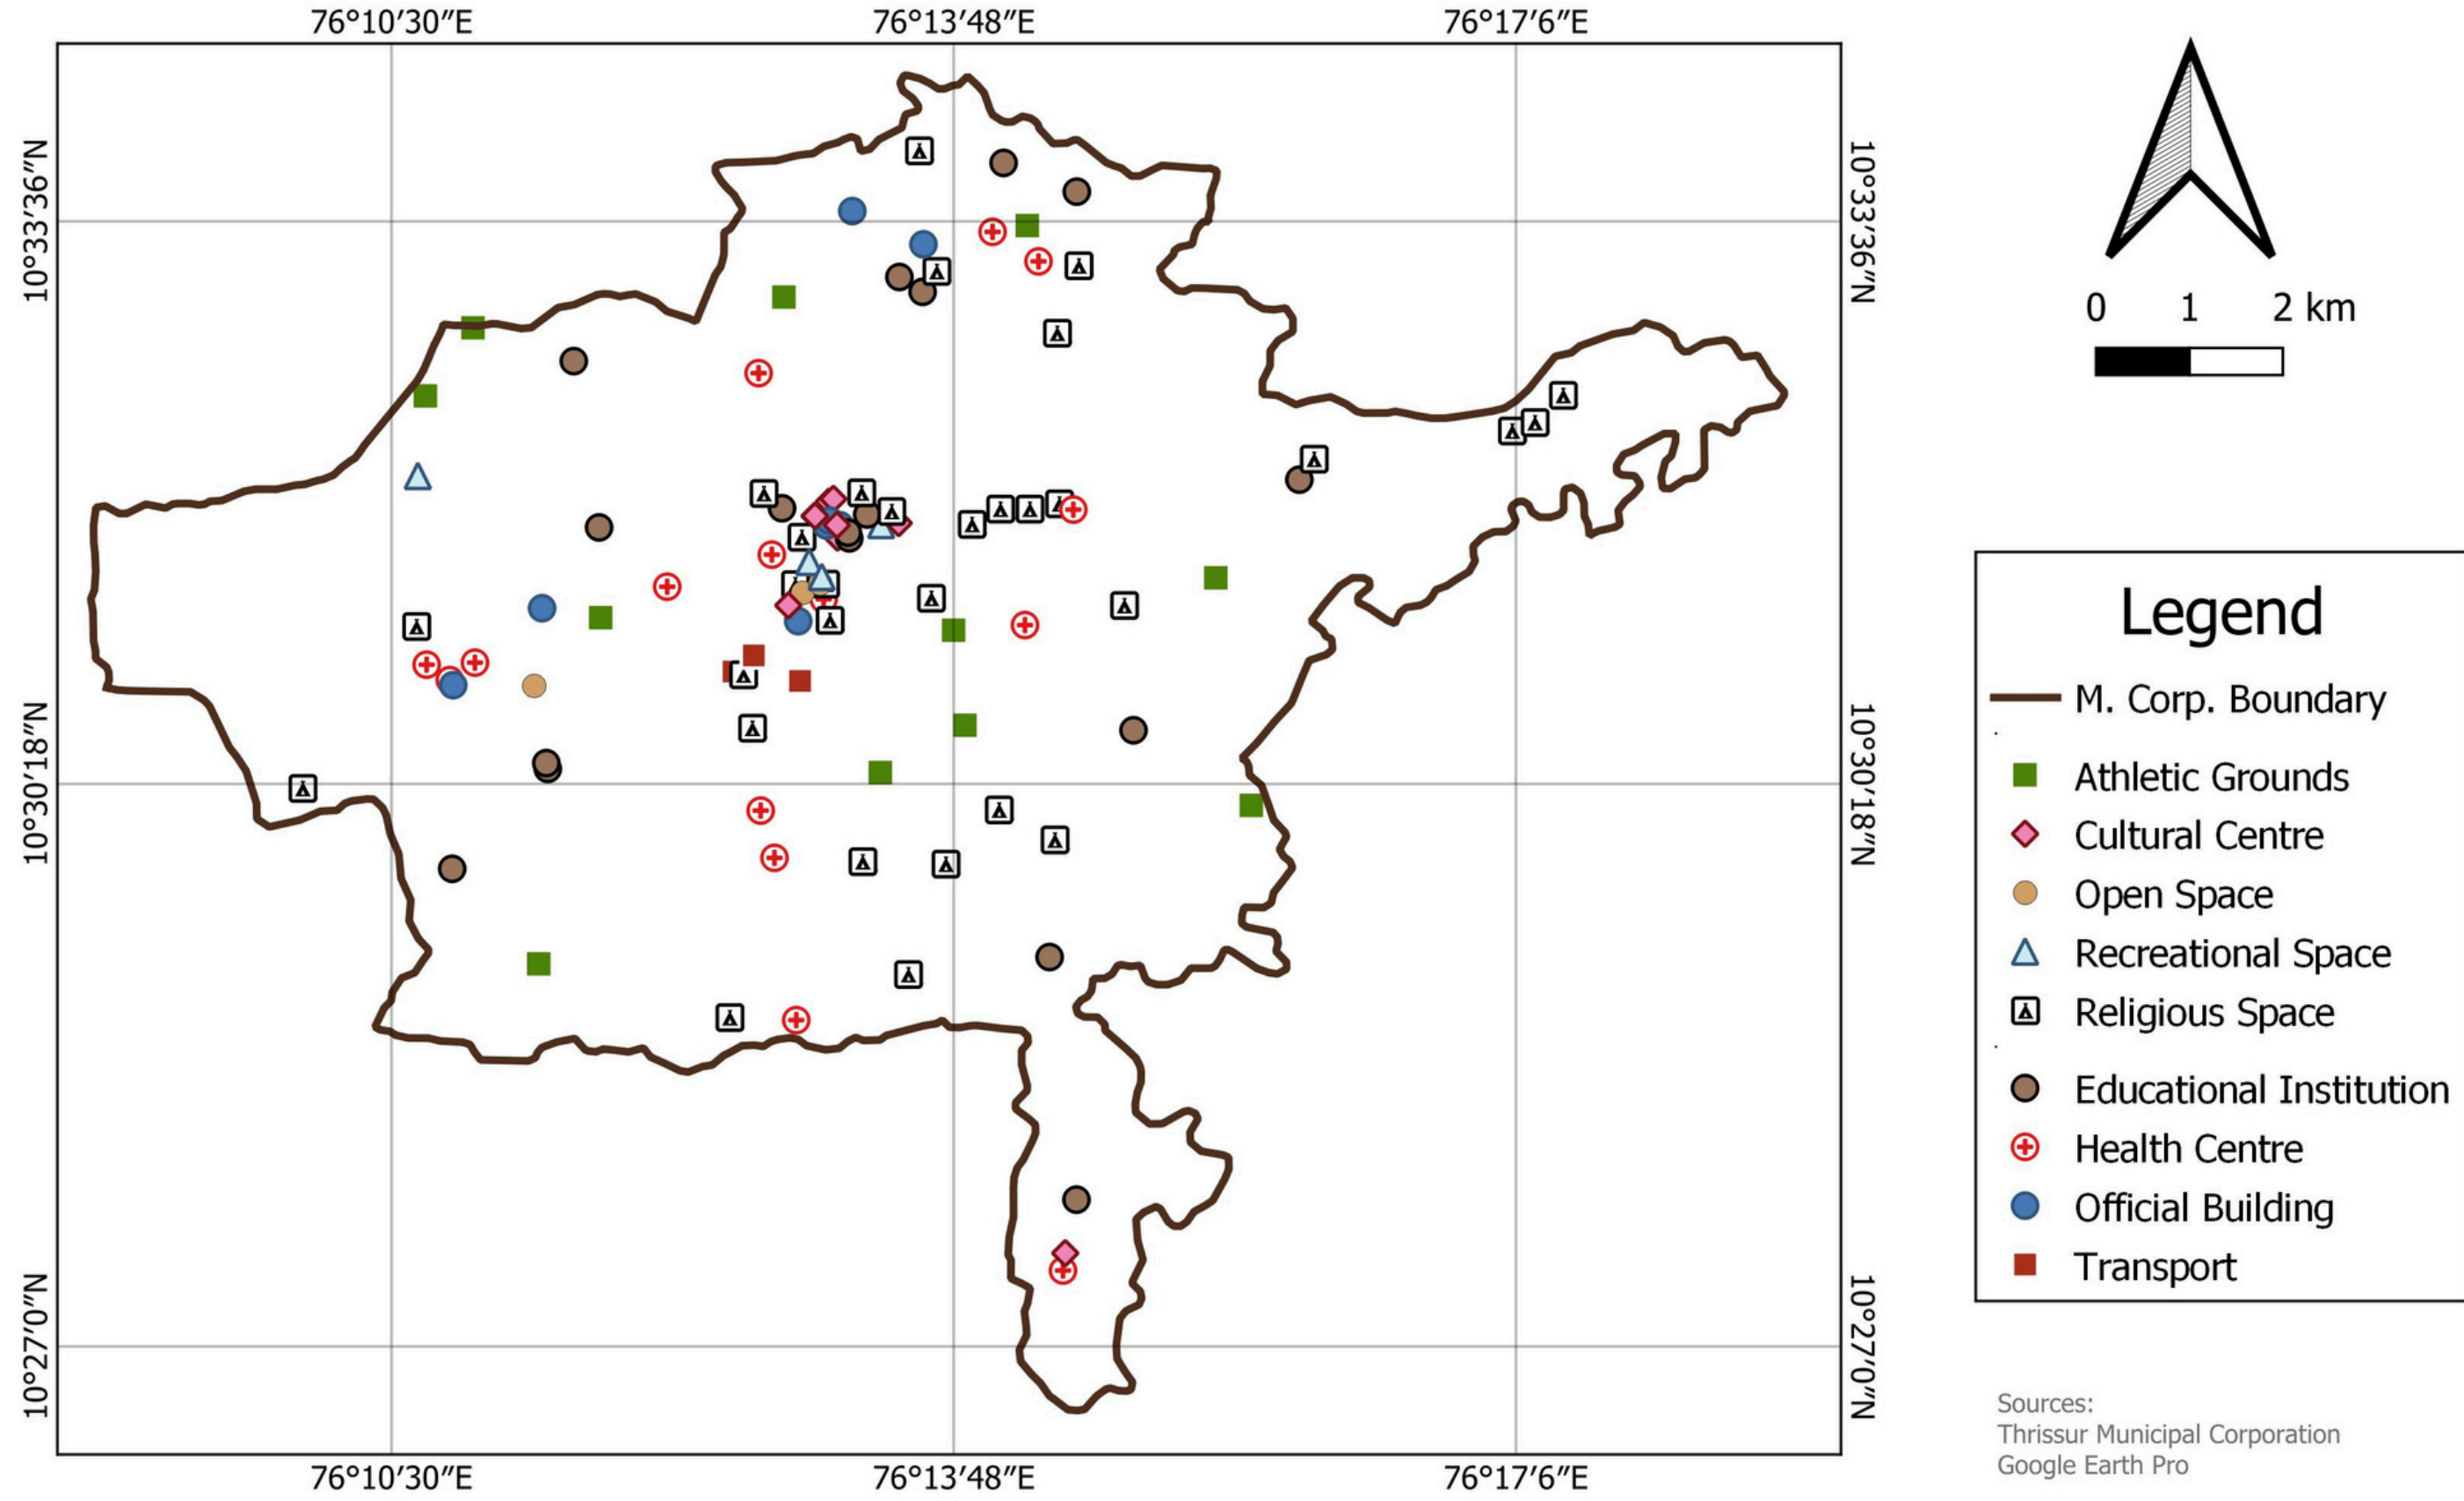 76°10′30″E 76°13′48″E 76°17′6″E
10°33′36″N 10°33′36″N
10°30′18″N 10°30′18″N
10°27′0″N 10°27′0″N
76°10′30″E 76°13′48″E 76°17′6″E
0 1 2 km
Legend
M. Corp. Boundary
Athletic Grounds
Cultural Centre
Open Space
Recreational Space
Religious Space
Educational Institution
Health Centre
Official Building
Transport
Sources:
Thrissur Municipal Corporation
Google Earth Pro